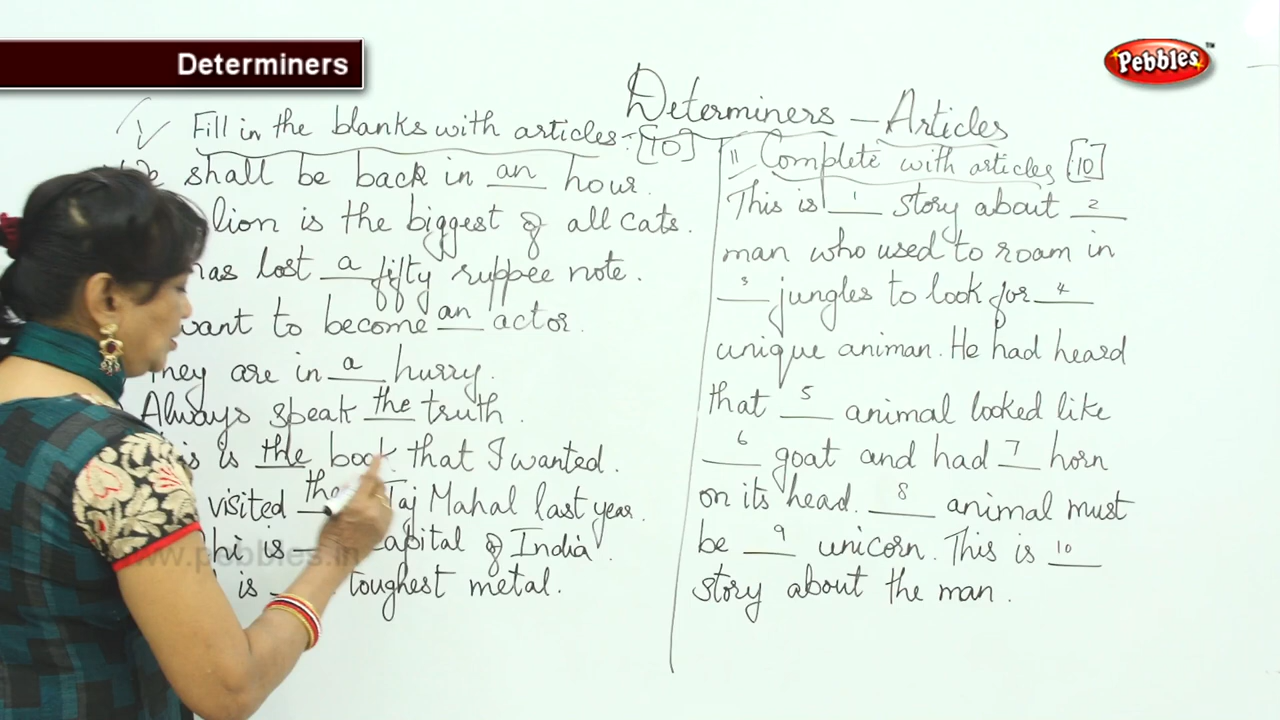 Determiners
Pebbles™
Determiners – Articles
I Fill in the blanks with articles :- [10]
shall be back in an hour.
lion is the biggest of all cats.
has lost a fifty ruppee note.
want to become an actor.
They are in a hurry.
Always speak the truth.
is the book that I wanted.
visited the Taj Mahal last year.
is __ capital of India.
is __ toughest metal.
www.pebbles.in
II Complete with articles [10]
This is 1 story about 2
man who used to roam in
3 jungles to look for 4
unique animan. He had heard
that 5 animal looked like
6 goat and had 7 horn
on its head. 8 animal must
be 9 unicorn. This is 10
story about the man.